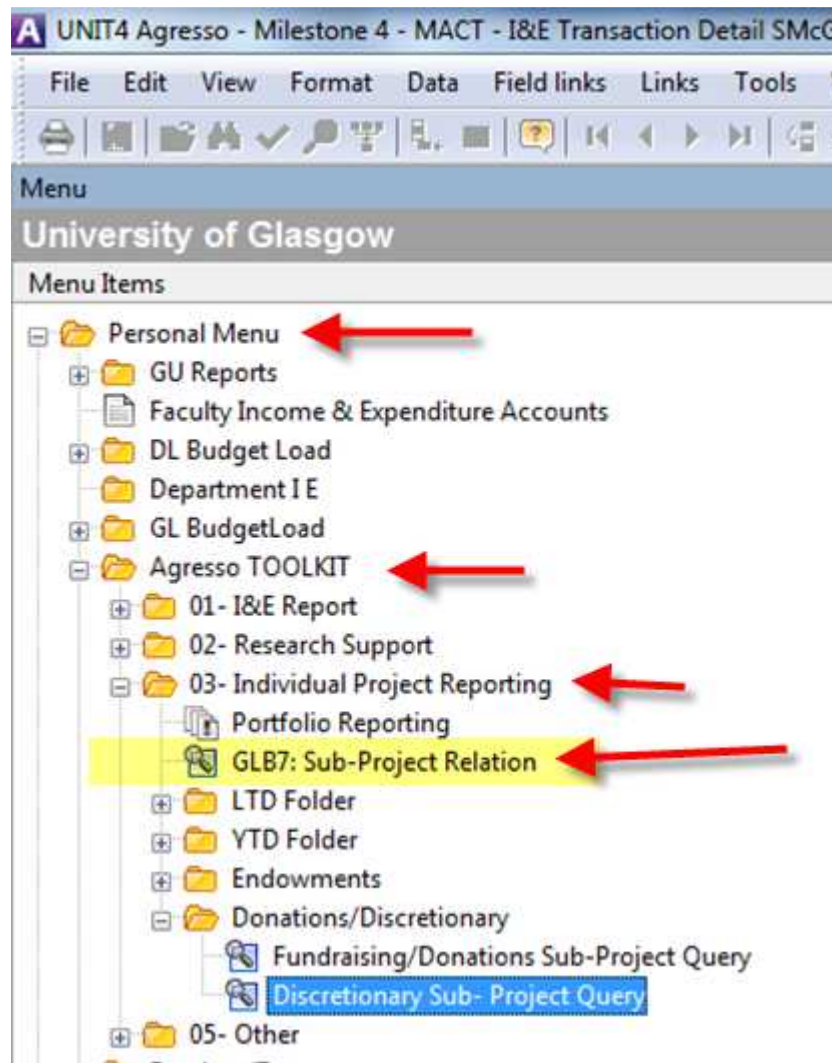 A UNIT4 Agresso - Milestone 4 - MACT - I&E Transaction Detail SMcG
File Edit View Format Data Field links Links Tools
Menu
University of Glasgow
Menu Items
Personal Menu
GU Reports
Faculty Income & Expenditure Accounts
DL Budget Load
Department I E
GL BudgetLoad
Agresso TOOLKIT
01- I&E Report
02- Research Support
03- Individual Project Reporting
Portfolio Reporting
GLB7: Sub-Project Relation
LTD Folder
YTD Folder
Endowments
Donations/Discretionary
Fundraising/Donations Sub-Project Query
Discretionary Sub- Project Query
05- Other